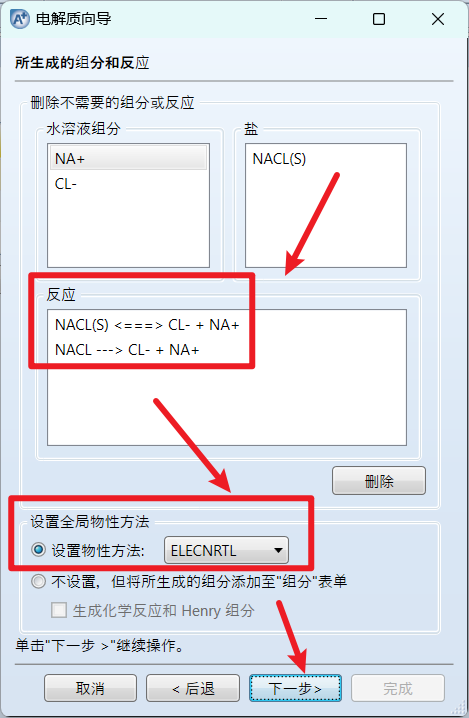 电解质向导
所生成的组分和反应
删除不需要的组分或反应
水溶液组分
盐
NA+
CL-
NACL(S)
反应
NACL(S) <===> CL- + NA+
NACL ---> CL- + NA+
删除
设置全局物性方法
设置物性方法: ELECNRTL
不设置，但将所生成的组分添加至"组分"表单
生成化学反应和 Henry 组分
单击"下一步 >"继续操作。
取消 < 后退 下一步> 完成